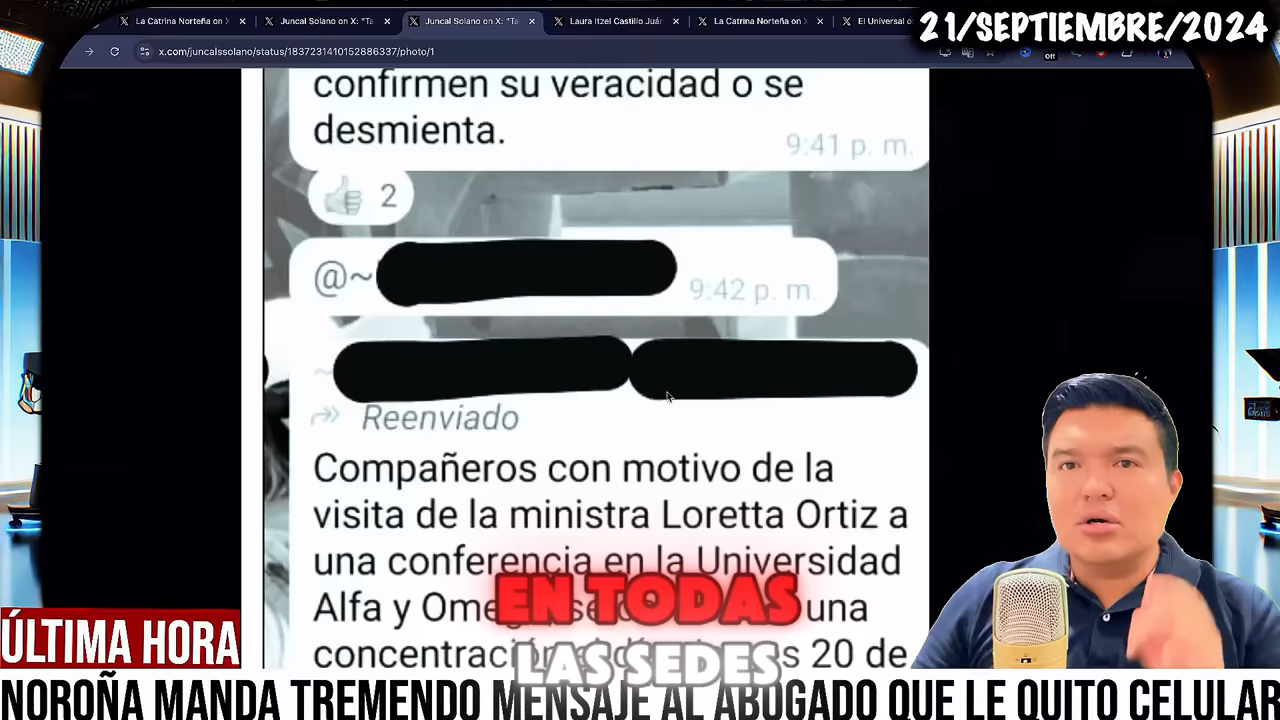 La Catrina Norteña on X
Juncal Solano on X: "Ta
Juncal Solano on X: "Ta
Laura Itzel Castillo Juár
La Catrina Norteña on X
El Universal o
21/SEPTIEMBRE/2024
x.com/juncalssolano/status/1837231410152886337/photo/1
Off
confirmen su veracidad o se
desmienta.
9:41 p. m.
2
@~
9:42 p. m.
~
Reenviado
Compañeros con motivo de la
visita de la ministra Loretta Ortiz a
una conferencia en la Universidad
Alfa y una
20 de
EN TODAS
LAS SEDES
ÚLTIMA HORA
NOROÑA MANDA TREMENDO MENSAJE AL ABOGADO QUE LE QUITO CELULAR